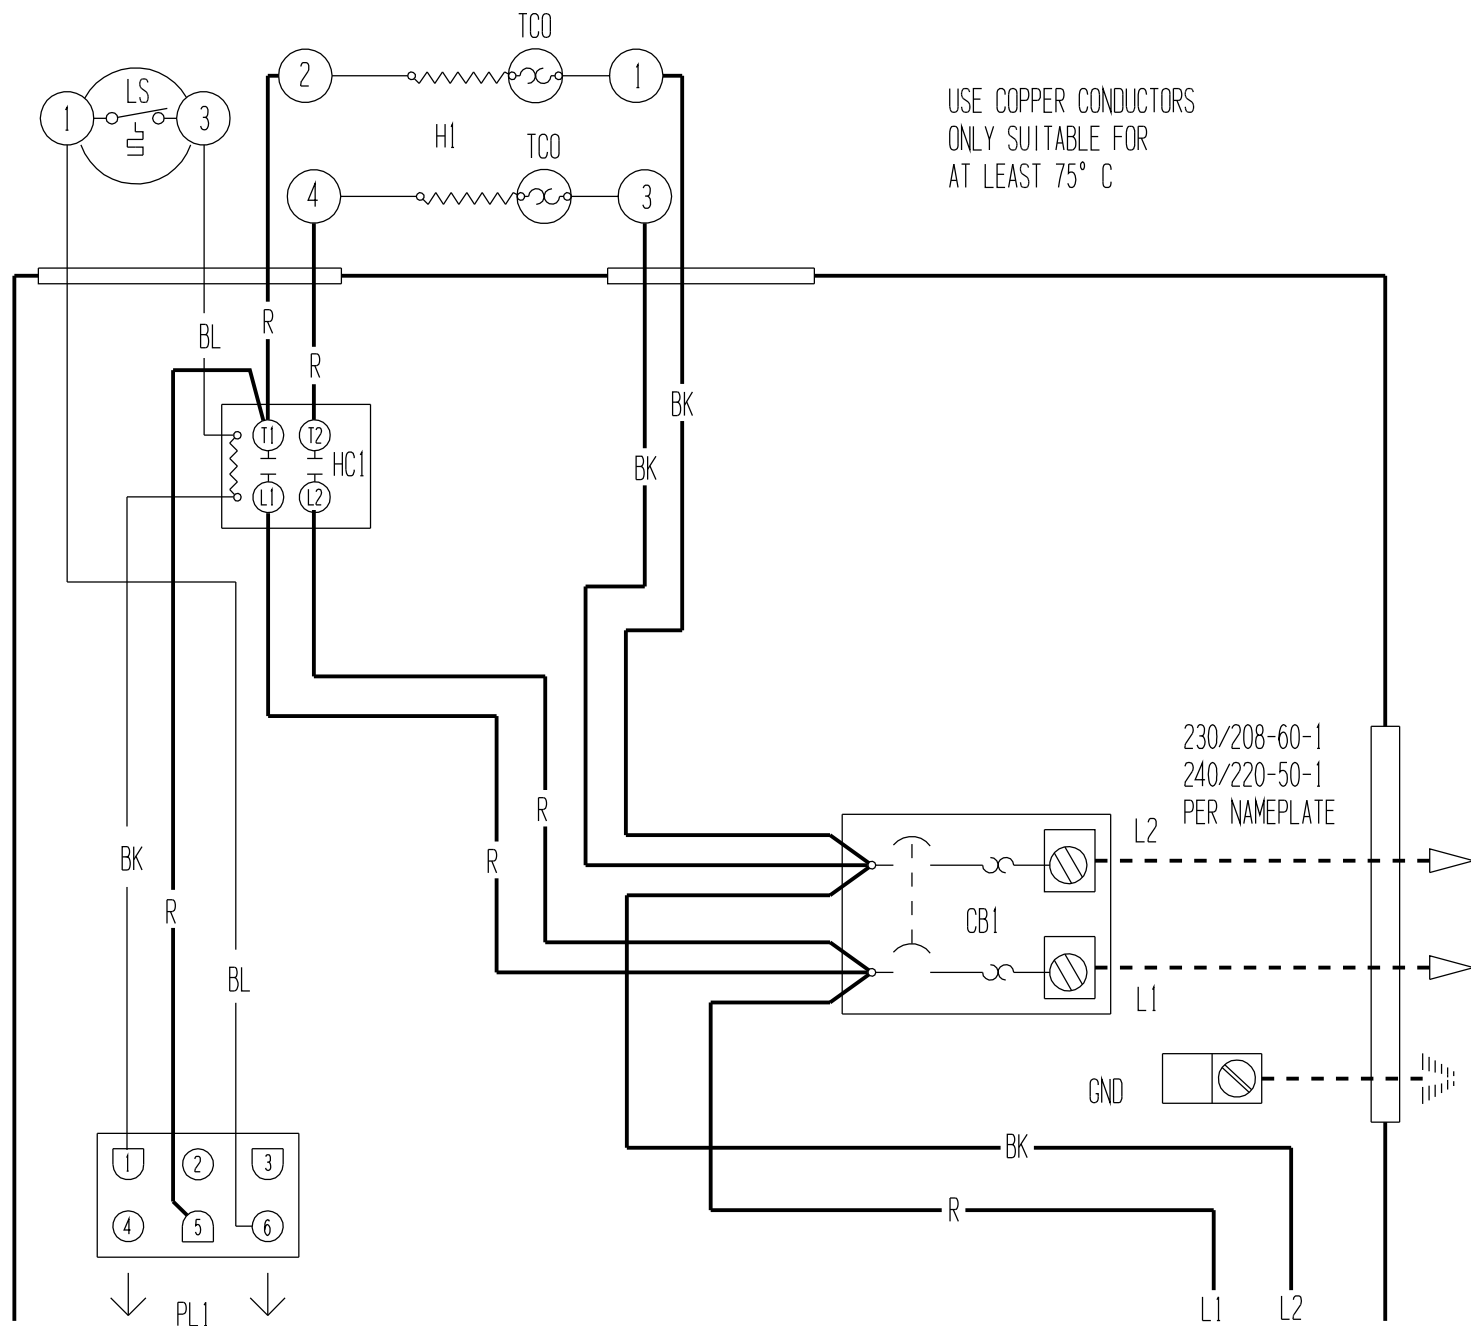 TCO
2
1
LS
1
3
H1
TCO
4
3
USE COPPER CONDUCTORS
ONLY SUITABLE FOR
AT LEAST 75° C
R
BL
R
BK
T1
T2
HC1
BK
L1
L2
230/208-60-1
240/220-50-1
PER NAMEPLATE
R
L2
BK
R
R
CB1
BL
L1
GND
BK
1
2
3
R
4
5
6
PL1
L1
L2